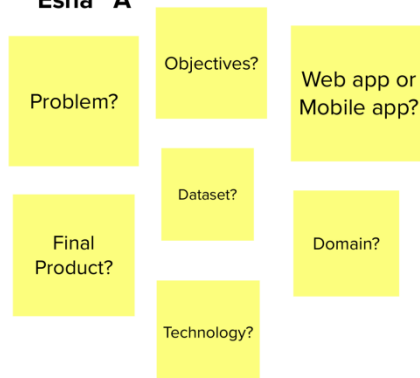 Esha A
Objectives?
Problem?
Web app or
Mobile app?
Dataset?
Final
Product?
Domain?
Technology?